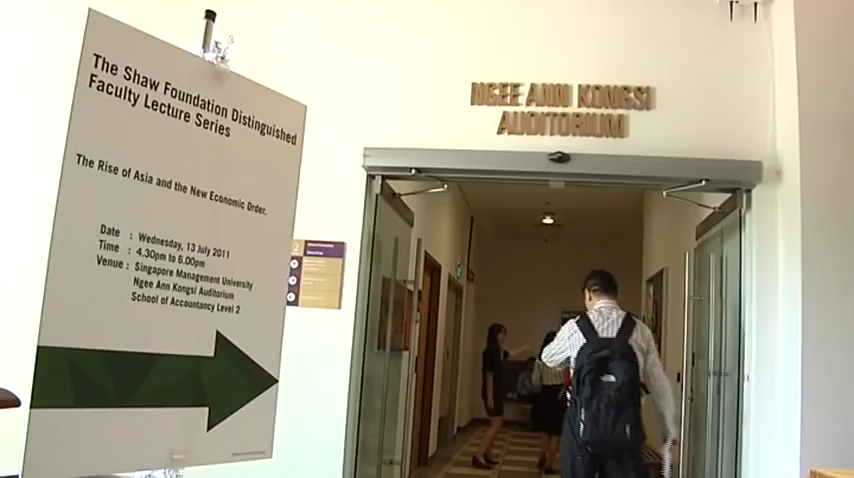 The Shaw Foundation Distinguished
Faculty Lecture Series
The Rise of Asia and the New Economic Order.
Date : Wednesday, 13 July 2011
Time : 4.30pm to 6.00pm
Venue : Singapore Management University
Ngee Ann Kongsi Auditorium
School of Accountancy Level 2
NGEE ANN KONGSI
AUDITORIUM
2